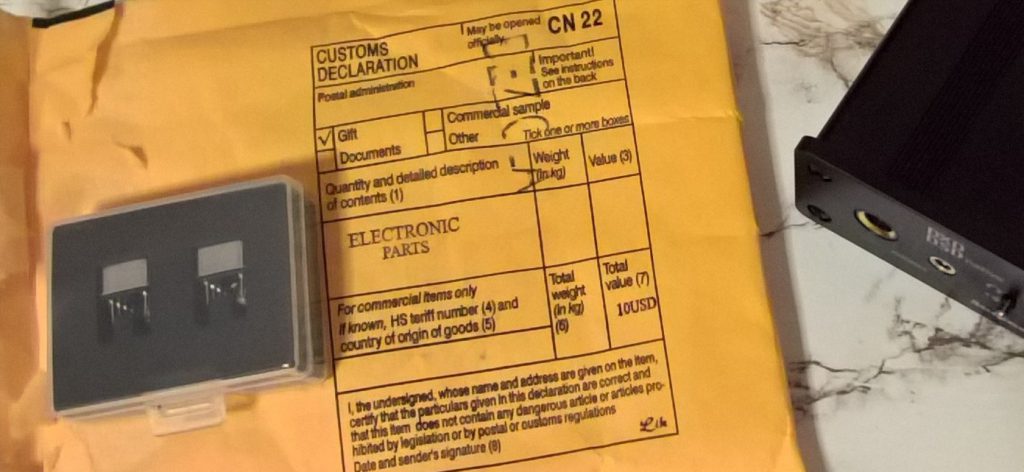 CUSTOMS
DECLARATION
May be opened
officially
CN 22
Postal administration
Important!
See instructions
on the back
Gift
Documents
Commercial sample
Other
Tick one or more boxes
Quantity and detailed description
of contents (1)
Weight
(in kg)
Value (3)
ELECTRONIC
PARTS
For commercial items only
If known, HS tariff number (4) and
country of origin of goods (5)
Total
weight
(in kg)
(6)
Total
value (7)
10USD
I, the undersigned, whose name and address are given on the item,
certify that the particulars given in this declaration are correct and
that this item does not contain any dangerous article or articles pro-
hibited by legislation or by postal or customs regulations
Date and sender's signature (8)